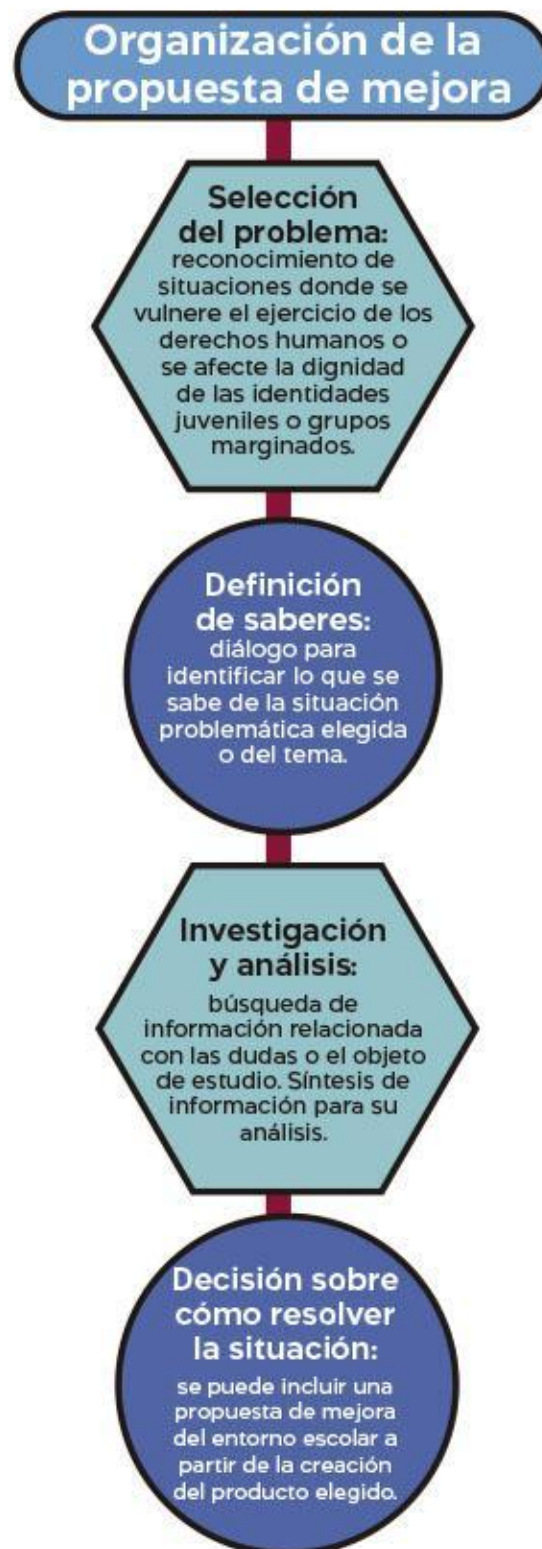 Organización de la
propuesta de mejora
Selección
del problema:
reconocimiento de
situaciones donde se
vulnere el ejercicio de los
derechos humanos o
se afecte la dignidad
de las identidades
juveniles o grupos
marginados.
Definición
de saberes:
diálogo para
identificar lo que se
sabe de la situación
problemática elegida
o del tema.
Investigación
y análisis:
búsqueda de
información relacionada
con las dudas o el objeto
de estudio. Síntesis de
información para su
análisis.
Decisión sobre
cómo resolver
la situación:
se puede incluir una
propuesta de mejora
del entorno escolar a
partir de la creación
del producto elegido.